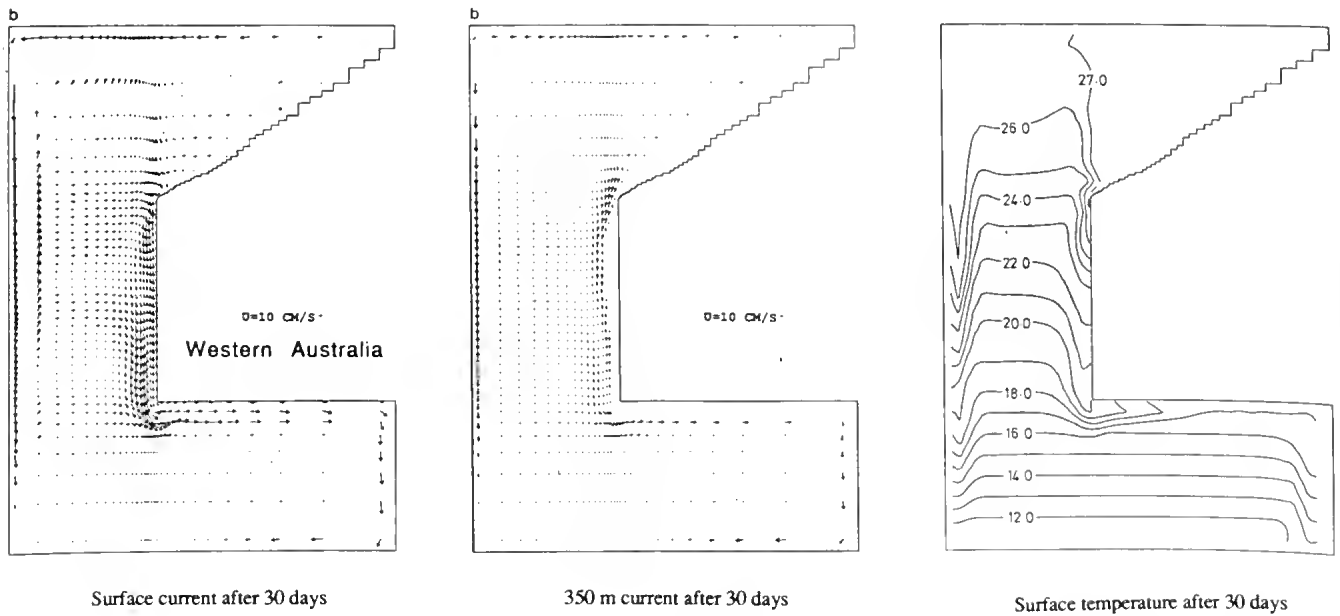 b
b
U=10 CM/S
Western Australia
U=10 CM/S
27.0
26.0
24.0
22.0
20.0
18.0
16.0
14.0
12.0
Surface current after 30 days
350 m current after 30 days
Surface temperature after 30 days